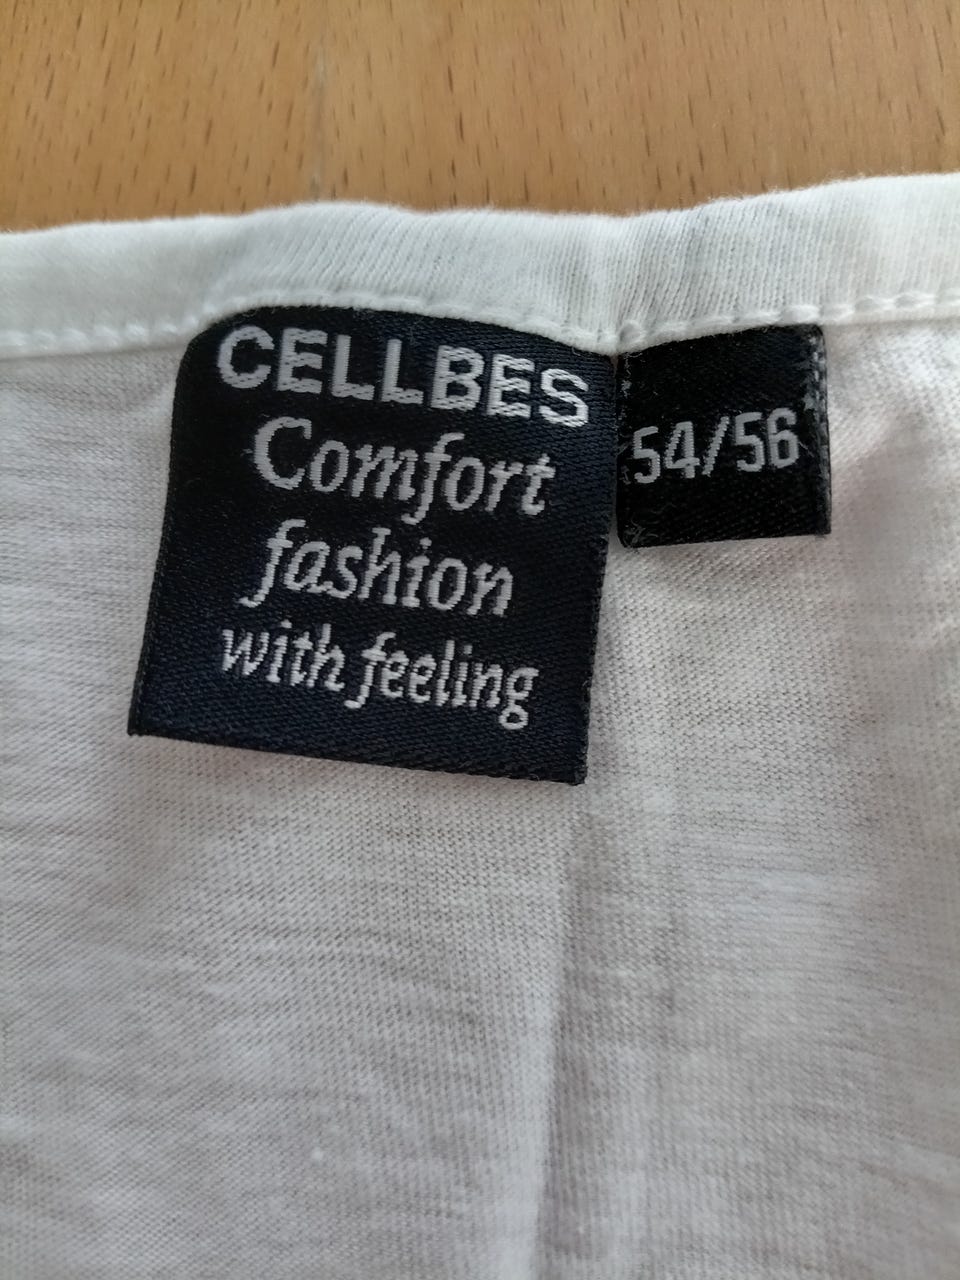 CELLBES
Comfort
fashion
with feeling
54/56